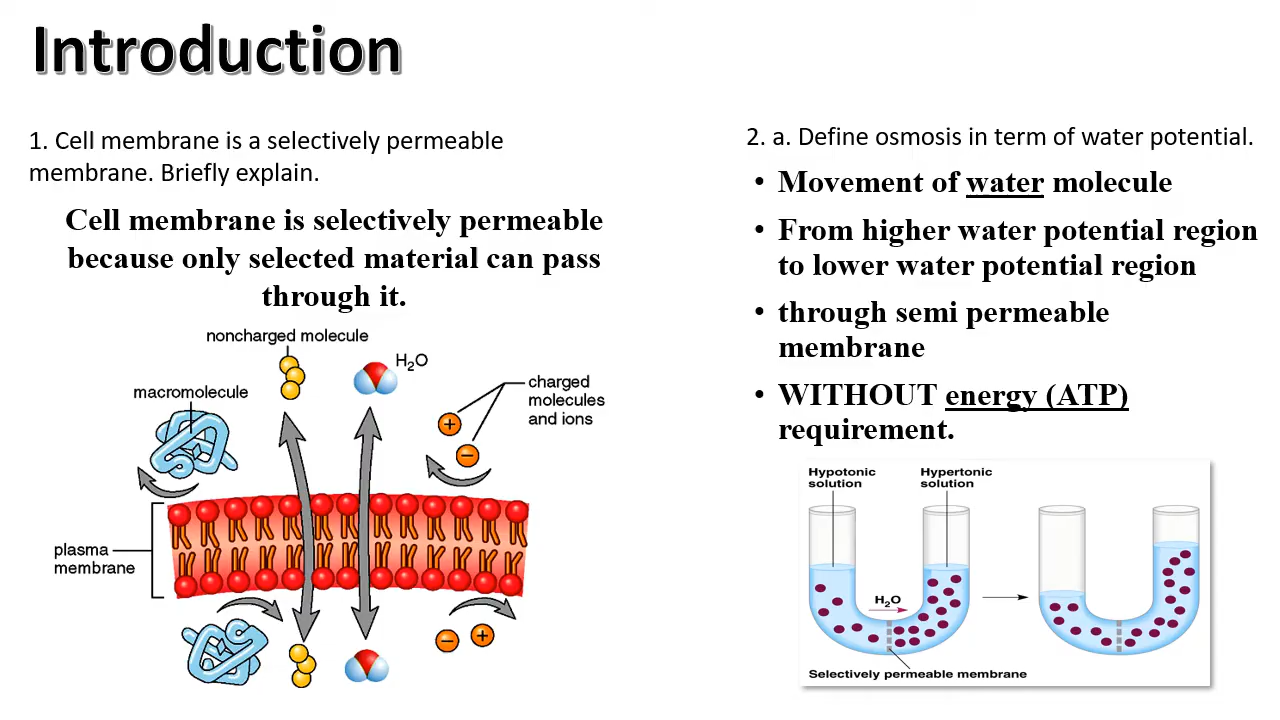 Introduction
1. Cell membrane is a selectively permeable
membrane. Briefly explain.
Cell membrane is selectively permeable
because only selected material can pass
through it.
noncharged molecule
H₂O
macromolecule
charged
molecules
and ions
+
−
plasma
membrane
−
+
2. a. Define osmosis in term of water potential.
• Movement of water molecule
• From higher water potential region
to lower water potential region
• through semi permeable
membrane
• WITHOUT energy (ATP)
requirement.
Hypotonic
solution
Hypertonic
solution
H₂O
Selectively permeable membrane